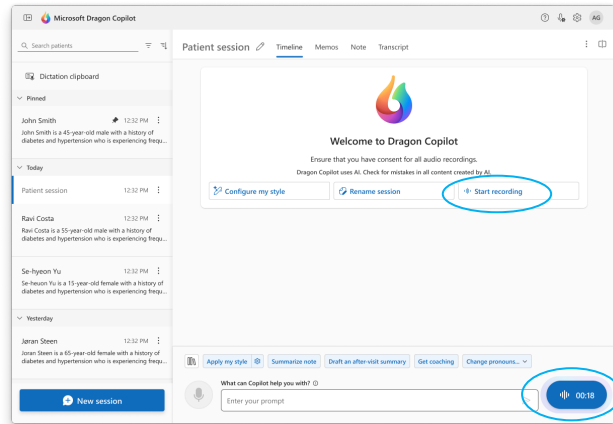 Microsoft Dragon Copilot
AG
Search patients
Dictation clipboard
Pinned
John Smith 12:32 PM
John Smith is a 45-year-old male with a history of
diabetes and hypertension who is experiencing frequ...
Today
Patient session 12:32 PM
Ravi Costa 12:32 PM
Ravi Costa is a 55-year-old male with a history of
diabetes and hypertension who is experiencing frequ...
Se-hyeon Yu 12:32 PM
Se-heuon Yu is a 15-year-old female with a history of
diabetes and hypertension who is experiencing frequ...
Yesterday
Jøran Steen 12:32 PM
Joran Steen is a 65-year-old female with a history of
diabetes and hypertension who is experiencing frequ...
New session
Patient session Timeline Memos Note Transcript
Welcome to Dragon Copilot
Ensure that you have consent for all audio recordings.
Dragon Copilot uses AI. Check for mistakes in all content created by AI.
Configure my style Rename session Start recording
Apply my style Summarize note Draft an after-visit summary Get coaching Change pronouns...
What can Copilot help you with?
Enter your prompt
00:18